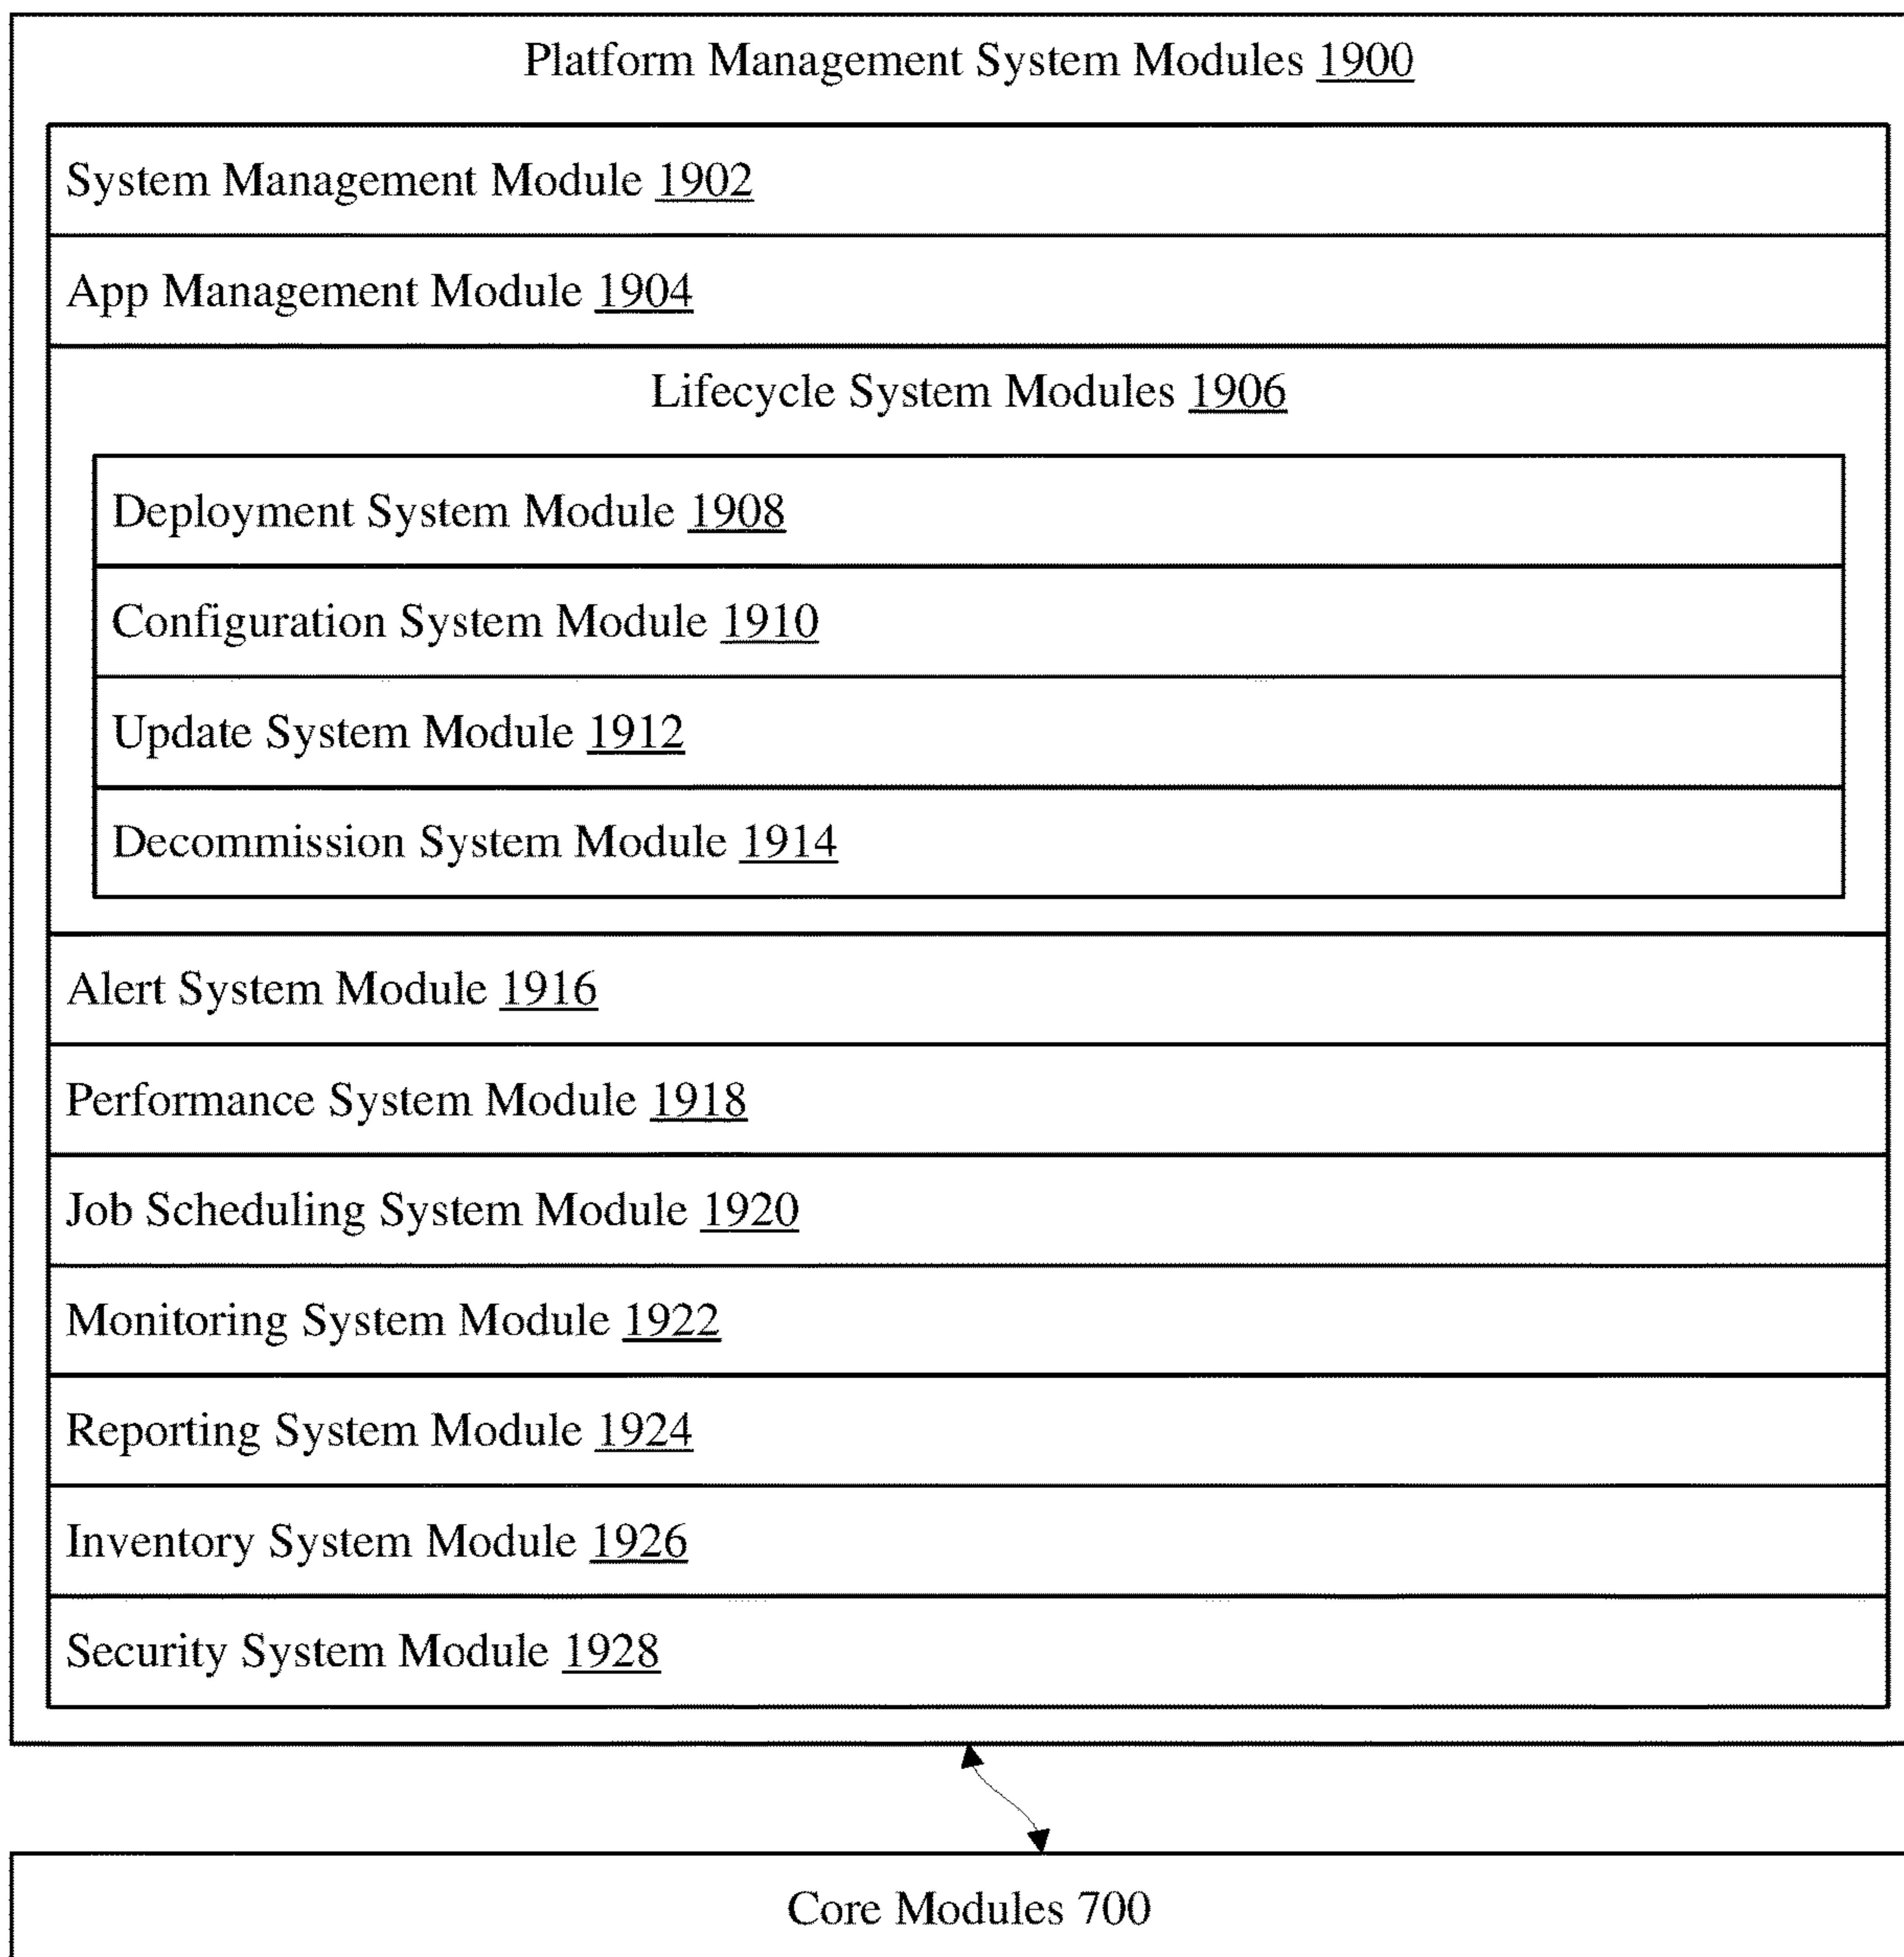 Platform Management System Modules 1900
System Management Module 1902
App Management Module 1904
Lifecycle System Modules 1906
Deployment System Module 1908
Configuration System Module 1910
Update System Module 1912
Decommission System Module 1914
Alert System Module 1916
Performance System Module 1918
Job Scheduling System Module 1920
Monitoring System Module 1922
Reporting System Module 1924
Inventory System Module 1926
Security System Module 1928
Core Modules 700